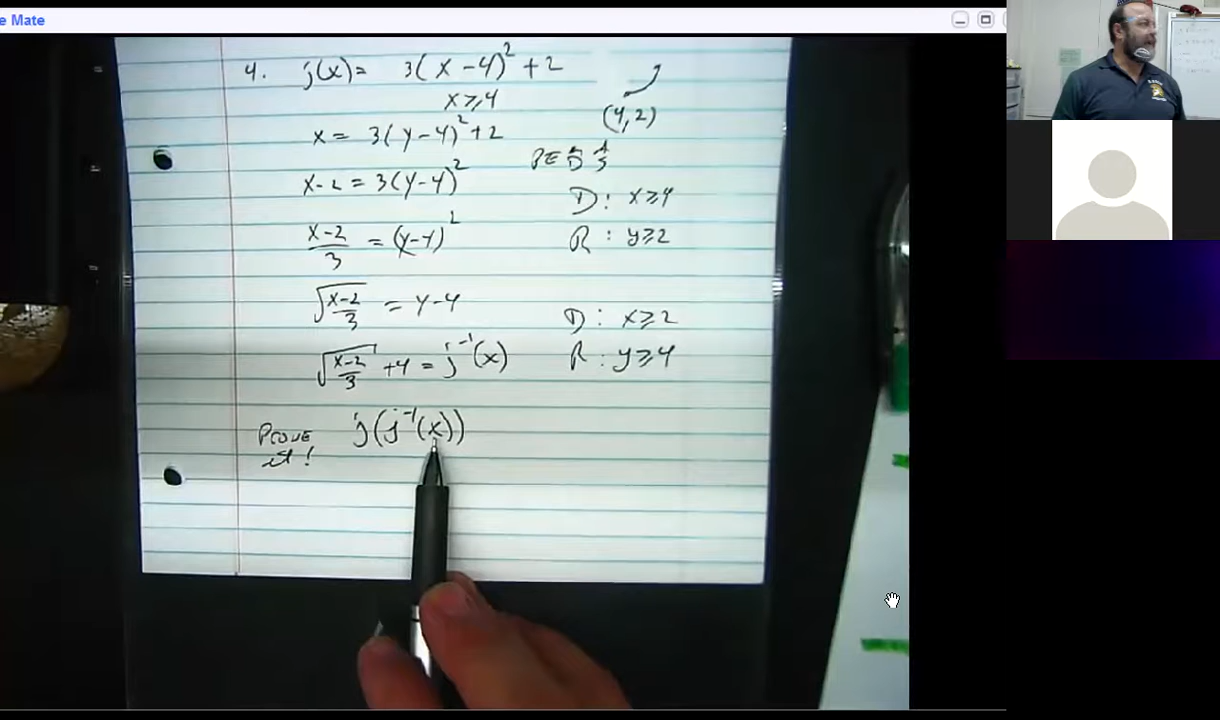 e Mate
4. j(x) = 3(x-4)² + 2
x ≥ 4
(4,2)
x = 3(y-4)² + 2
x-2 = 3(y-4)²
D: x ≥ 4
(x-2)/3 = (y-4)²
R: y ≥ 2
√((x-2)/3) = y-4
D: x ≥ 2
√((x-2)/3) + 4 = j⁻¹(x)
R: y ≥ 4
Prove j(j⁻¹(x))
it!